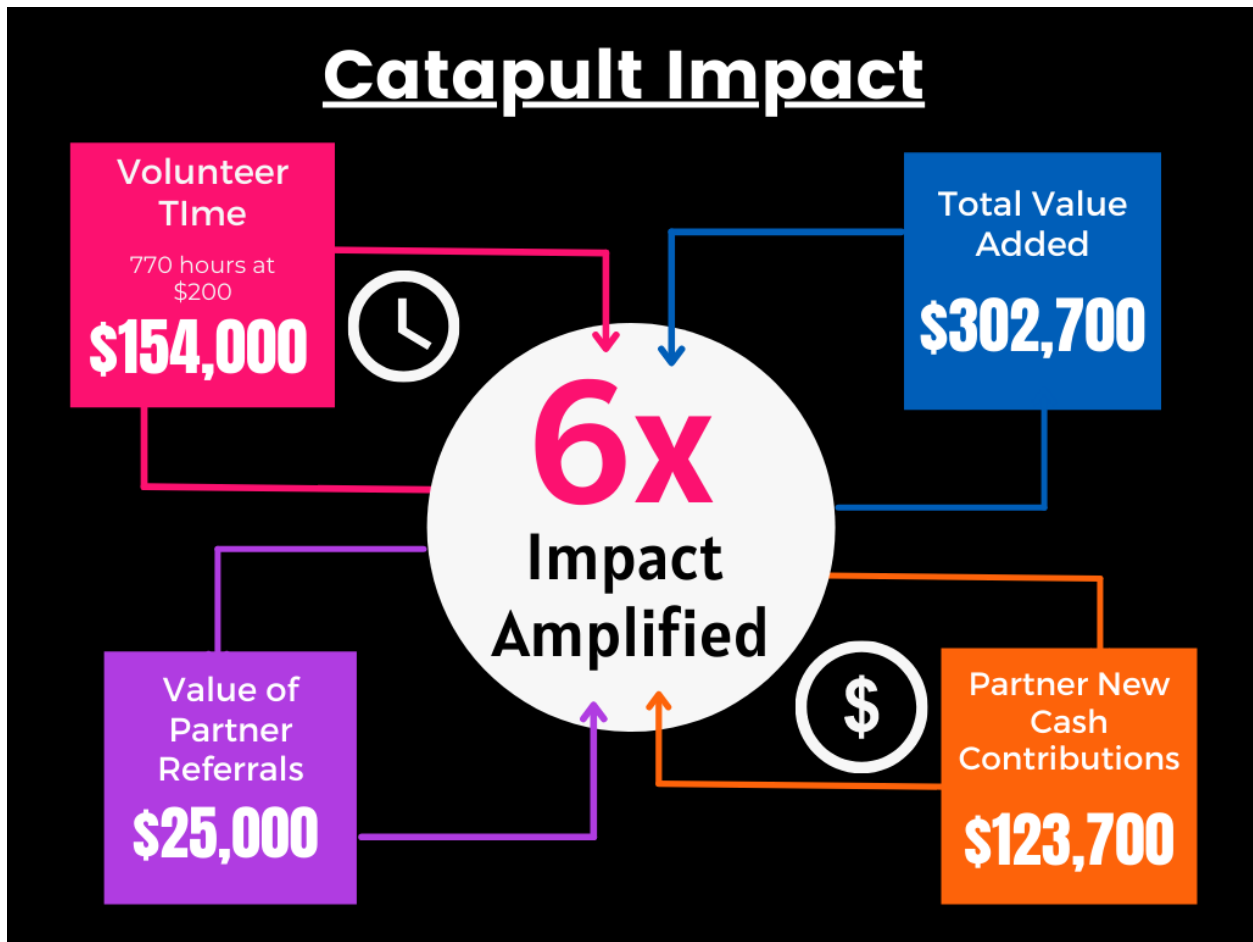 Catapult Impact
Volunteer
TIme
770 hours at
$200
$154,000
Total Value
Added
$302,700
6x
Impact
Amplified
Value of
Partner
Referrals
$25,000
$
Partner New
Cash
Contributions
$123,700